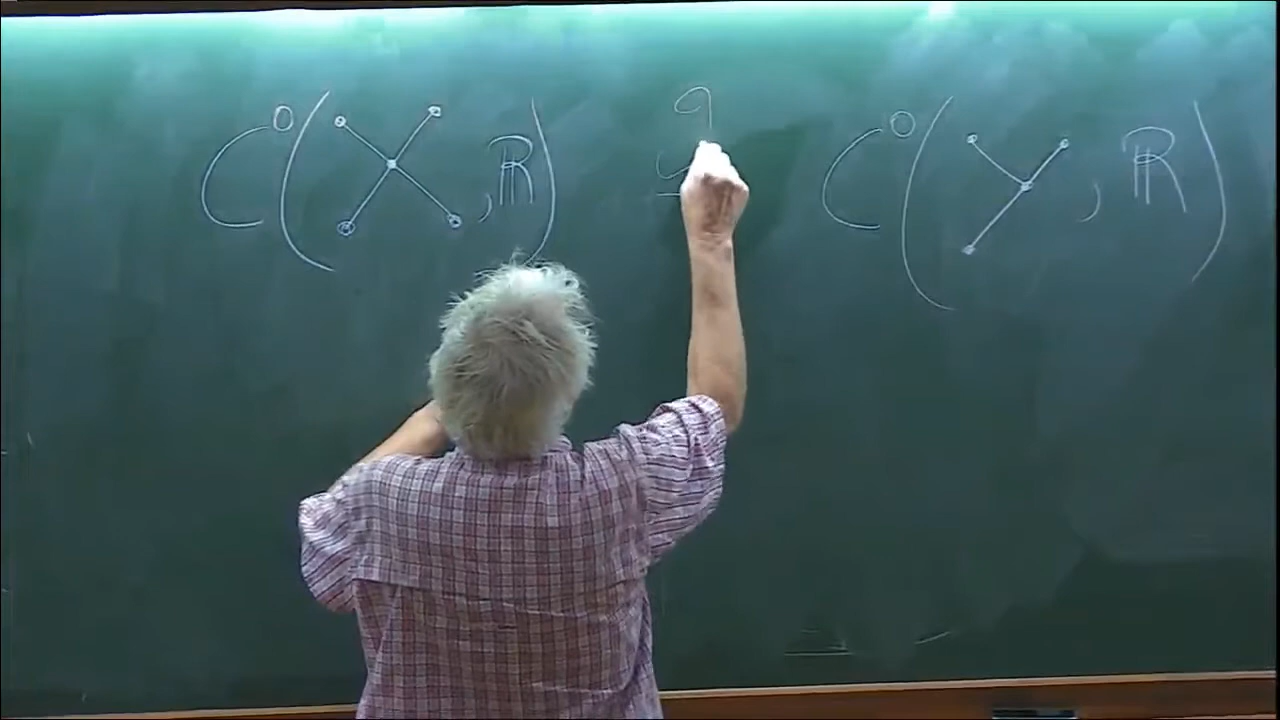 C⁰( , ℝ) ? C⁰( , ℝ)